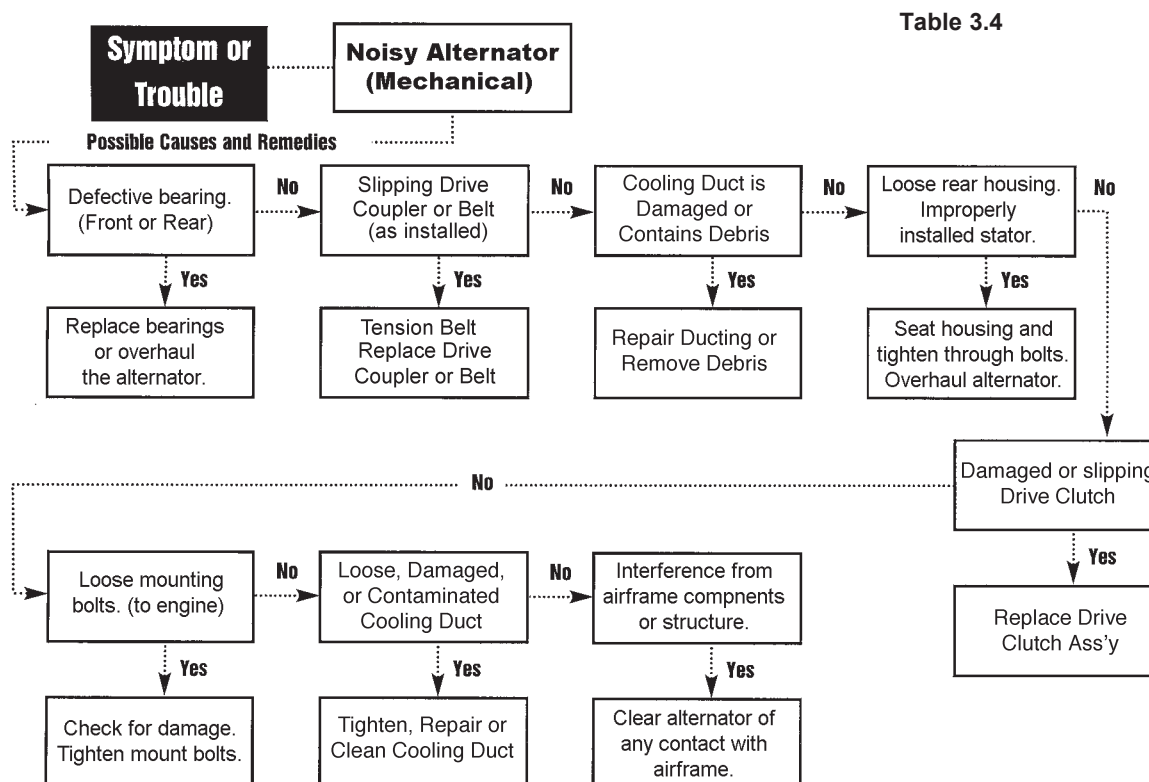 Table 3.4
Symptom or
Trouble
Noisy Alternator
(Mechanical)
Possible Causes and Remedies
Defective bearing.
(Front or Rear)
No
Slipping Drive
Coupler or Belt
(as installed)
No
Cooling Duct is
Damaged or
Contains Debris
No
Loose rear housing.
Improperly
installed stator.
No
Yes
Yes
Yes
Yes
Replace bearings
or overhaul
the alternator.
Tension Belt
Replace Drive
Coupler or Belt
Repair Ducting or
Remove Debris
Seat housing and
tighten through bolts.
Overhaul alternator.
Damaged or slipping
Drive Clutch
No
Yes
Replace Drive
Clutch Ass'y
Loose mounting
bolts. (to engine)
No
Loose, Damaged,
or Contaminated
Cooling Duct
No
Interference from
airframe compnents
or structure.
Yes
Yes
Yes
Check for damage.
Tighten mount bolts.
Tighten, Repair or
Clean Cooling Duct
Clear alternator of
any contact with
airframe.